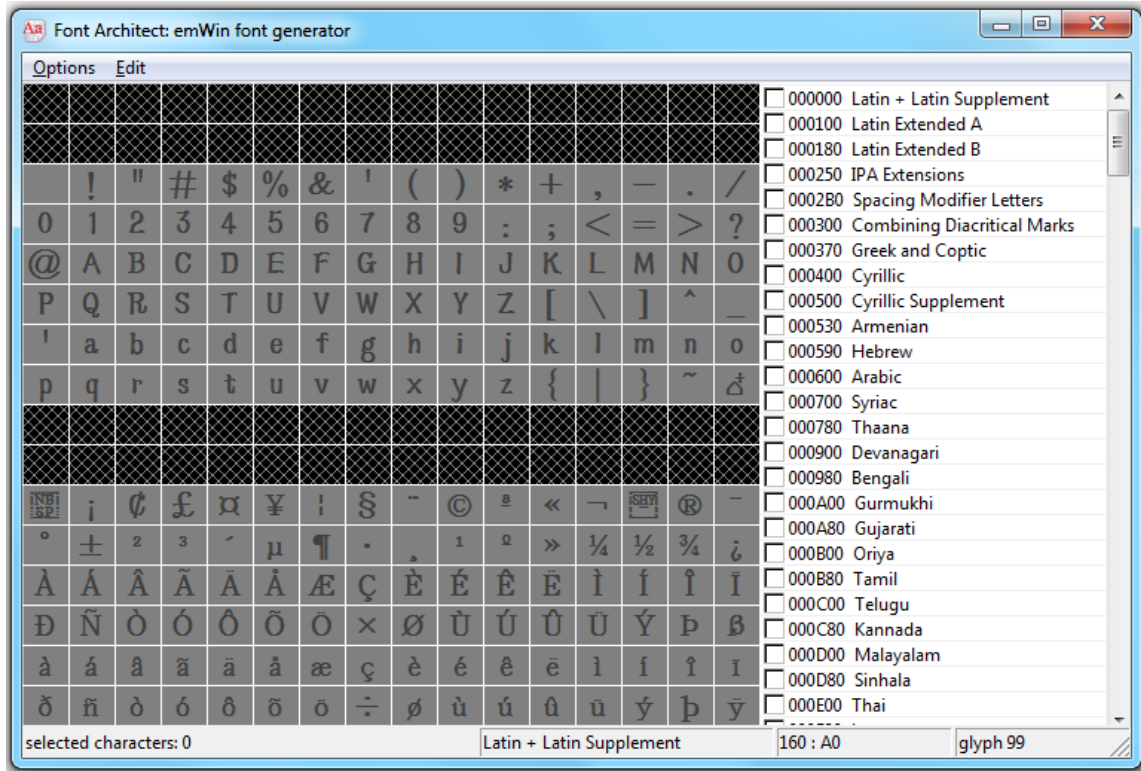 Font Architect: emWin font generator
Options Edit
! " # $ % & ' ( ) * + , — . /
0 1 2 3 4 5 6 7 8 9 : ; < = > ?
@ A B C D E F G H I J K L M N O
P Q R S T U V W X Y Z [ \ ] ^ _
' a b c d e f g h i j k l m n o
p q r s t u v w x y z { | } ~
NB SP ¡ ₡ £ ¤ ¥ ¦ § ¨ © ª « ¬ SHY ® ¯
° ± ² ³ ´ µ ¶ · ¸ ¹ º » ¼ ½ ¾ ¿
À Á Â Ã Ä Å Æ Ç È É Ê Ë Ì Í Î Ï
Ð Ñ Ò Ó Ô Õ Ö × Ø Ù Ú Û Ü Ý Þ ß
à á â ã ä å æ ç è é ê ë ì í î ï
ð ñ ò ó ô õ ö ÷ ø ù ú û ü ý þ ÿ
000000 Latin + Latin Supplement
000100 Latin Extended A
000180 Latin Extended B
000250 IPA Extensions
0002B0 Spacing Modifier Letters
000300 Combining Diacritical Marks
000370 Greek and Coptic
000400 Cyrillic
000500 Cyrillic Supplement
000530 Armenian
000590 Hebrew
000600 Arabic
000700 Syriac
000780 Thaana
000900 Devanagari
000980 Bengali
000A00 Gurmukhi
000A80 Gujarati
000B00 Oriya
000B80 Tamil
000C00 Telugu
000C80 Kannada
000D00 Malayalam
000D80 Sinhala
000E00 Thai
selected characters: 0
Latin + Latin Supplement
160 : A0
glyph 99